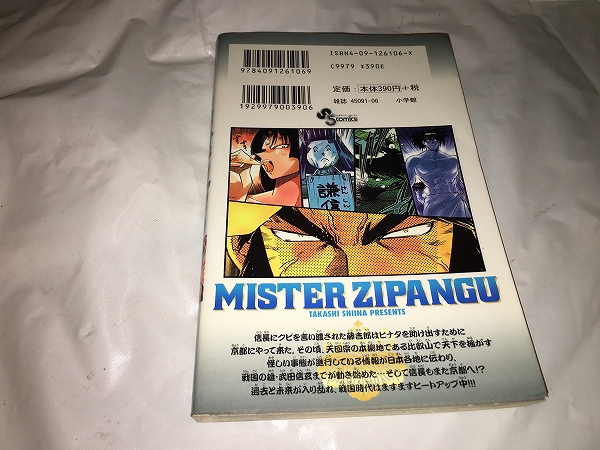 ISBN4-09-126106-X
C9979 ¥390E
9784091261069
定価：本体390円＋税
雑誌 45091-06 小学館
1929979003906
SS comics
謙信
けんしん
MISTER ZIPANGU
TAKASHI SHIINA PRESENTS
信長にクビを言い渡された藤吉郎はヒナタを助け出すために
京都にやって来た。その頃、天回宗の本拠地である比叡山で天下を揺がす
怪しい事態が進行している情報が日本各地に伝わり、
戦国の雄・武田信玄までが動き始めた…そして信長もまた京都へ!?
過去と未来が入り乱れ、戦国時代はますますヒートアップ中!!!